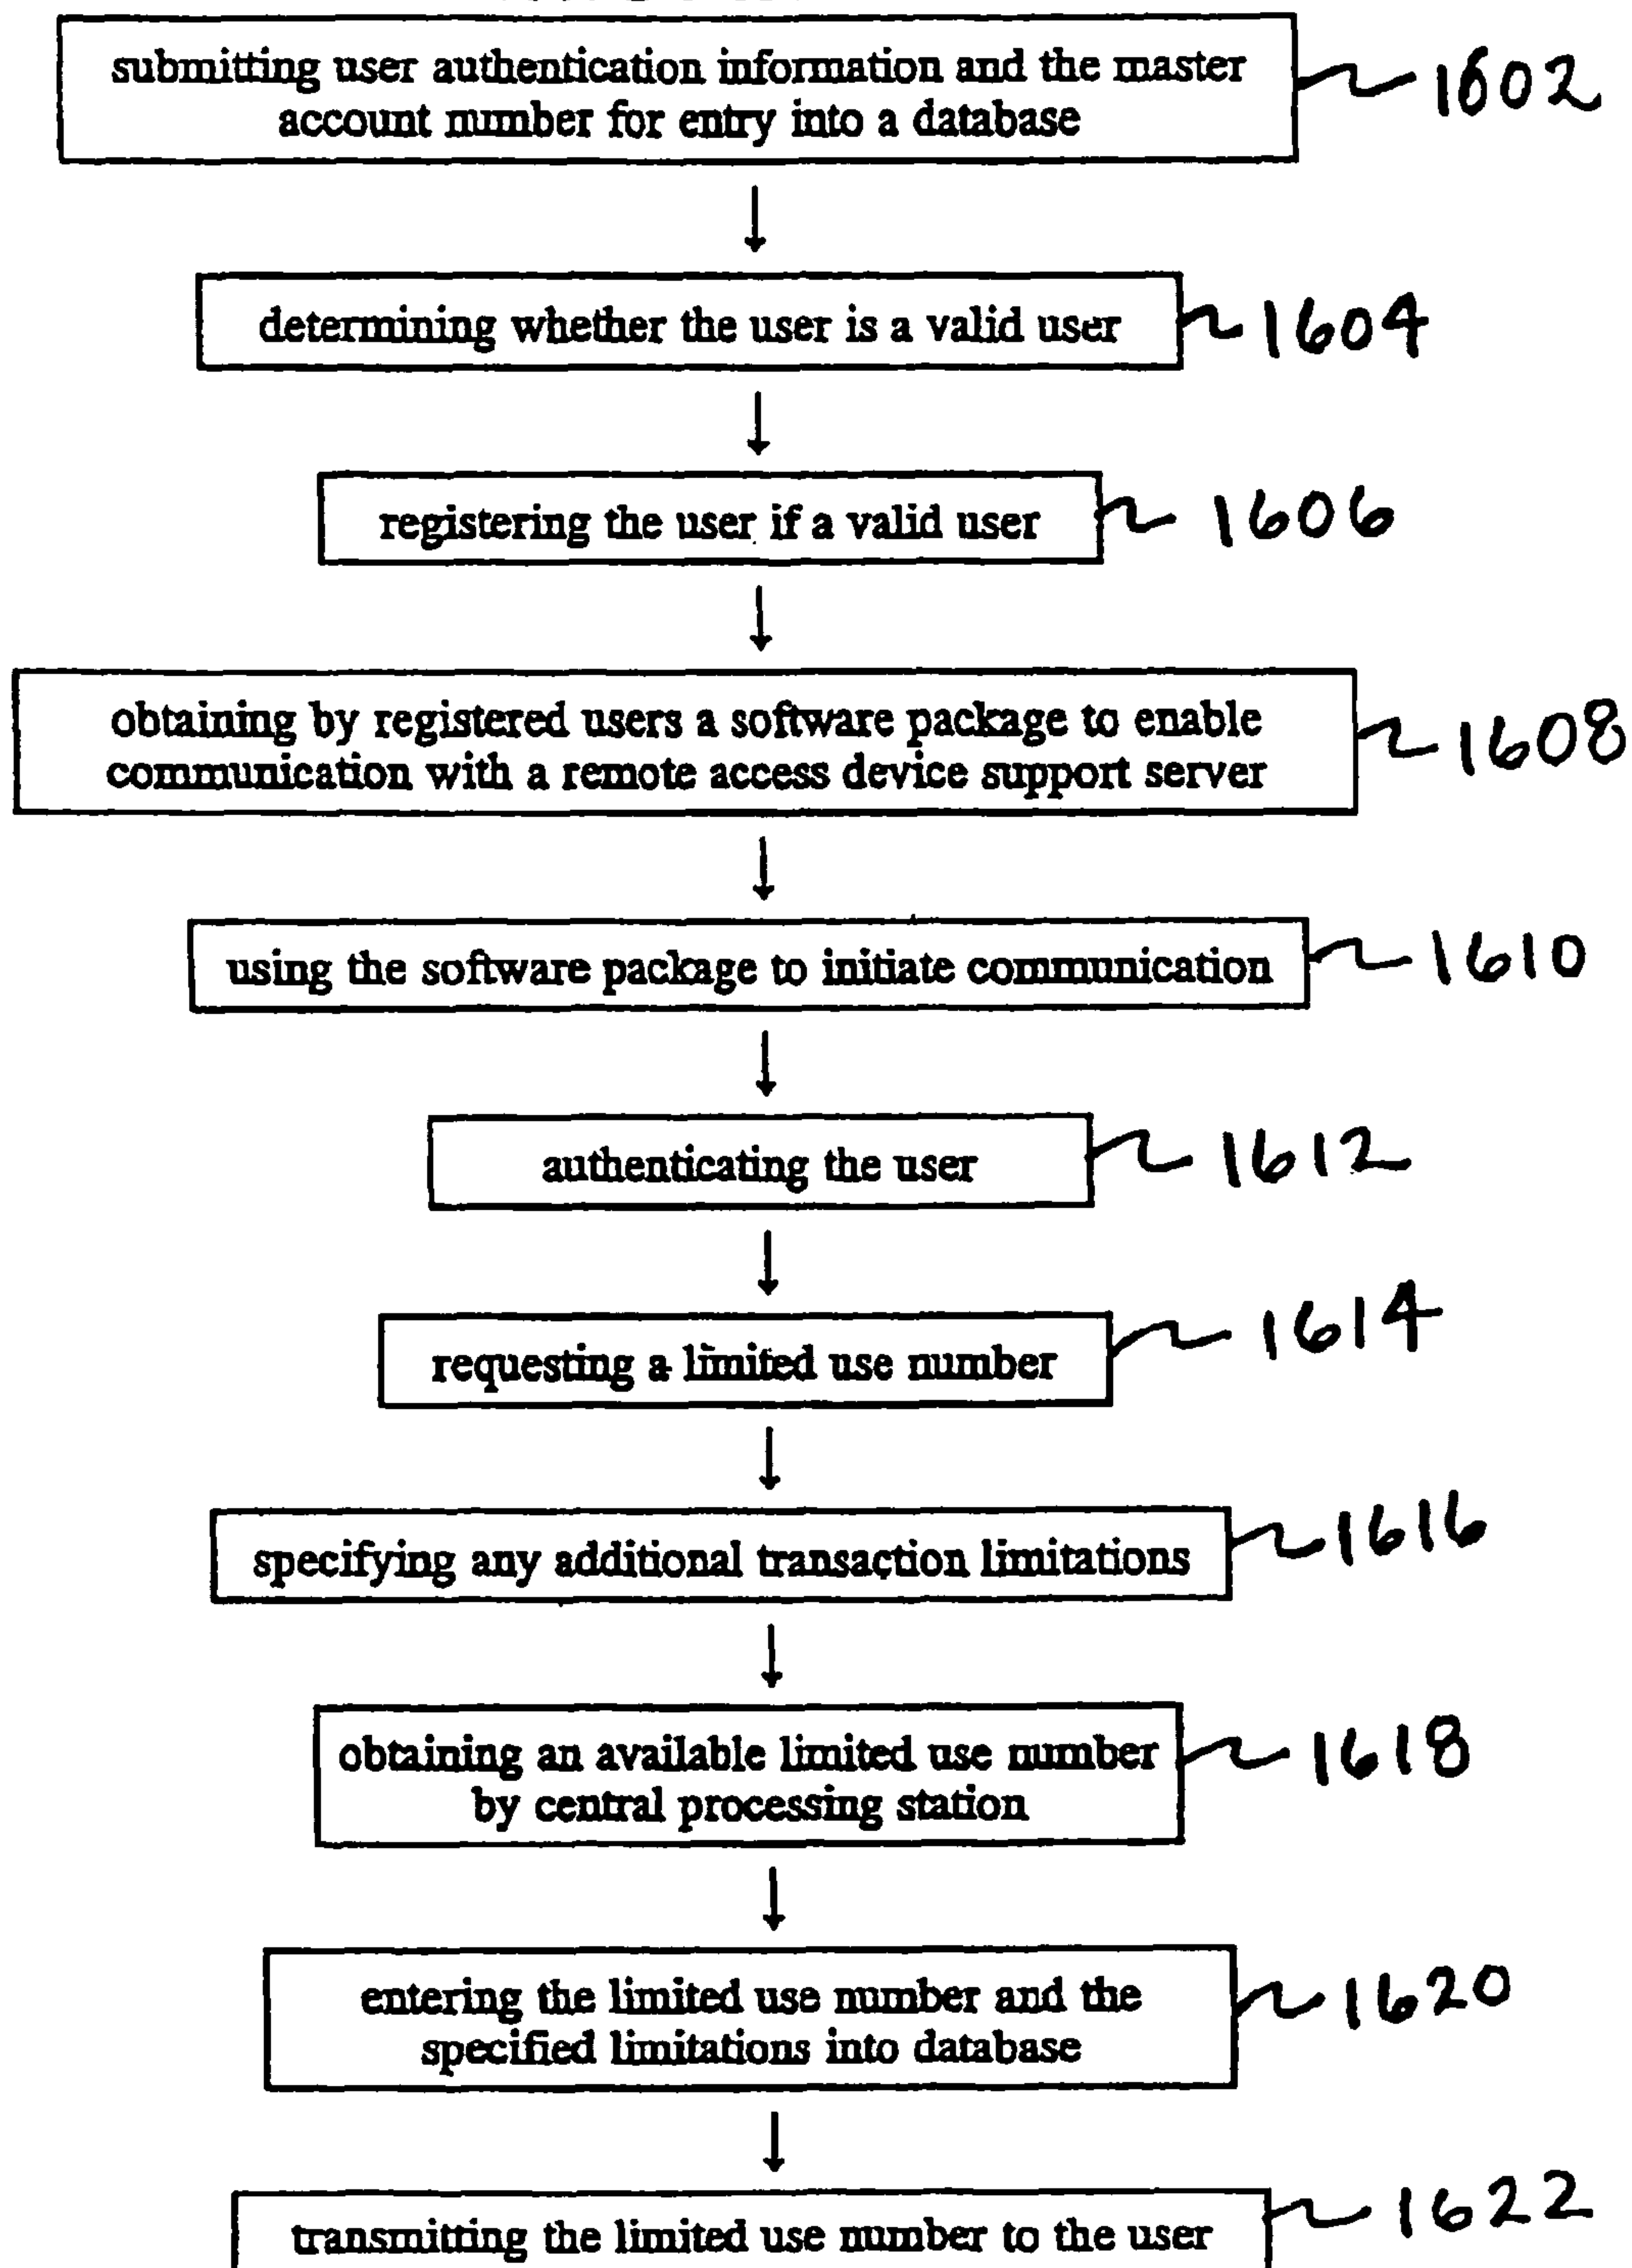 submitting user authentication information and the master 1602
account number for entry into a database
determining whether the user is a valid user 1604
registering the user if a valid user 1606
obtaining by registered users a software package to enable 1608
communication with a remote access device support server
using the software package to initiate communication 1610
authenticating the user 1612
requesting a limited use number 1614
specifying any additional transaction limitations 1616
obtaining an available limited use number 1618
by central processing station
entering the limited use number and the 1620
specified limitations into database
transmitting the limited use number to the user 1622